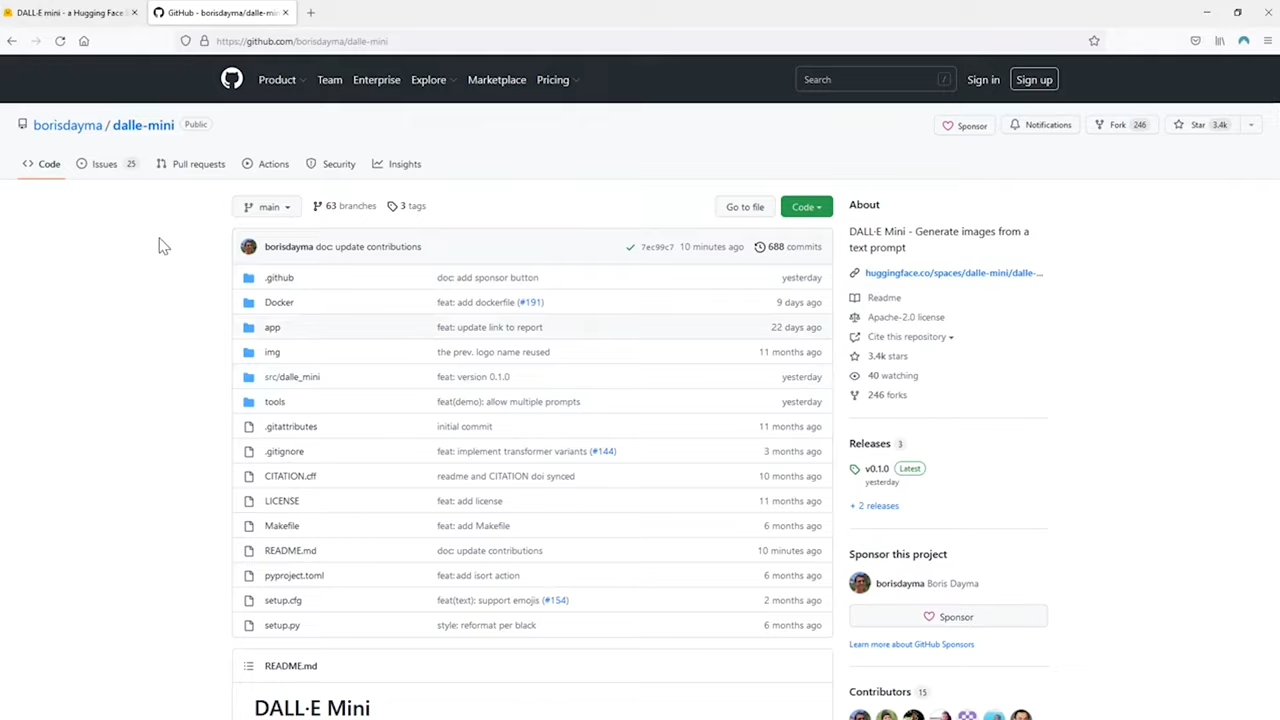 DALL·E mini - a Hugging Face S
GitHub - borisdayma/dalle-min
https://github.com/borisdayma/dalle-mini
Product Team Enterprise Explore Marketplace Pricing Search / Sign in Sign up
borisdayma / dalle-mini Public
Sponsor Notifications Fork 246 Star 3.4k
Code Issues 25 Pull requests Actions Security Insights
main 63 branches 3 tags Go to file Code
borisdayma doc: update contributions 7ec99c7 10 minutes ago 688 commits
.github doc: add sponsor button yesterday
Docker feat: add dockerfile (#191) 9 days ago
app feat: update link to report 22 days ago
img the prev. logo name reused 11 months ago
src/dalle_mini feat: version 0.1.0 yesterday
tools feat(demo): allow multiple prompts yesterday
.gitattributes initial commit 11 months ago
.gitignore feat: implement transformer variants (#144) 3 months ago
CITATION.cff readme and CITATION doi synced 10 months ago
LICENSE feat: add license 11 months ago
Makefile feat: add Makefile 6 months ago
README.md doc: update contributions 10 minutes ago
pyproject.toml feat: add isort action 6 months ago
setup.cfg feat(text): support emojis (#154) 2 months ago
setup.py style: reformat per black 6 months ago
README.md
DALL·E Mini
About
DALL·E Mini - Generate images from a
text prompt
huggingface.co/spaces/dalle-mini/dalle-...
Readme
Apache-2.0 license
Cite this repository
3.4k stars
40 watching
246 forks
Releases 3
v0.1.0 Latest
yesterday
+ 2 releases
Sponsor this project
borisdayma Boris Dayma
Sponsor
Learn more about GitHub Sponsors
Contributors 15